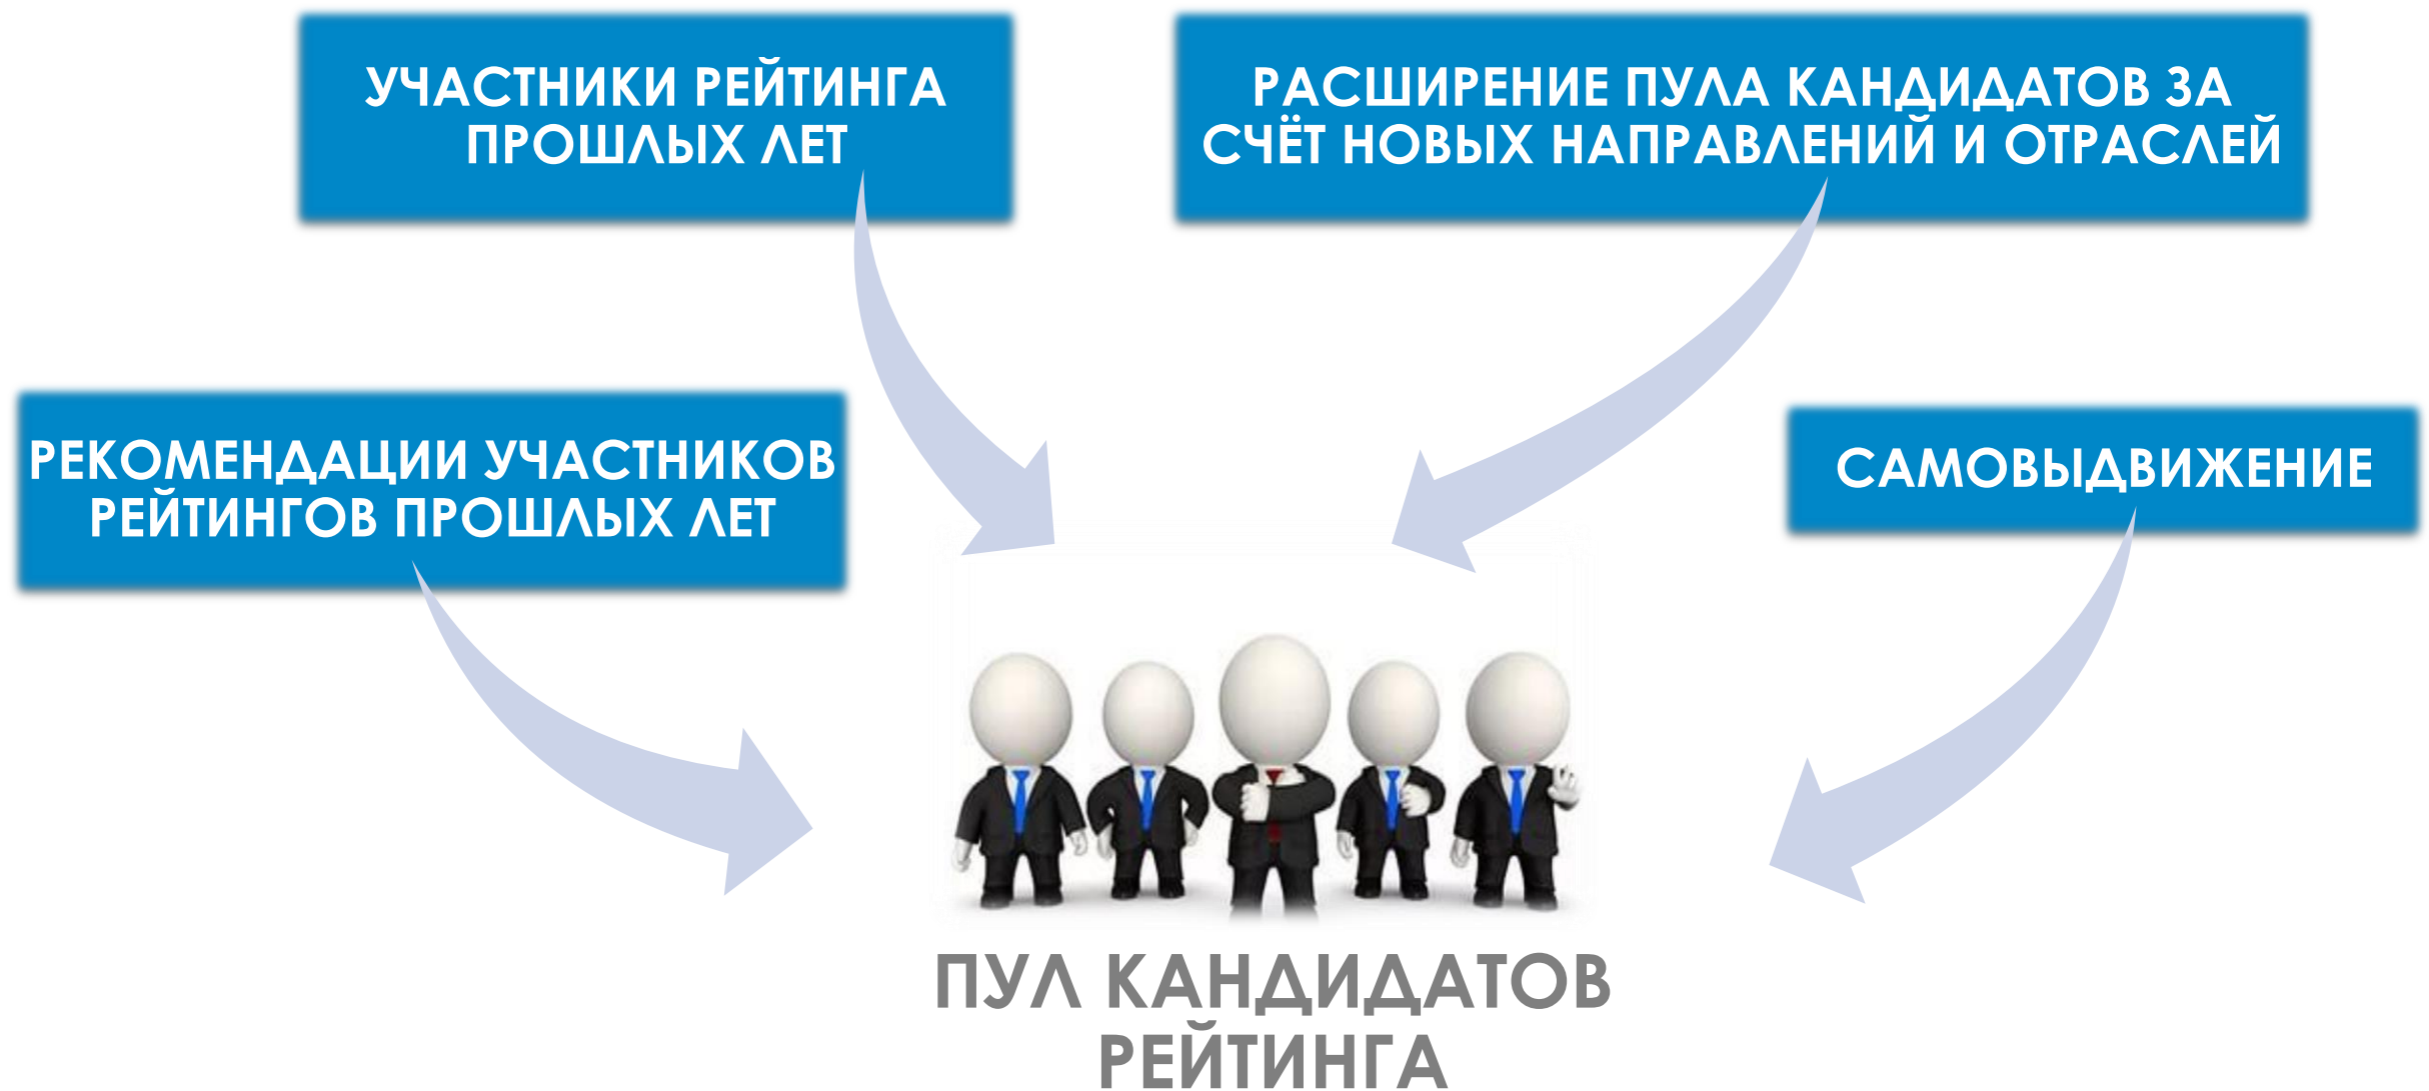 УЧАСТНИКИ РЕЙТИНГА
ПРОШЛЫХ ЛЕТ
РАСШИРЕНИЕ ПУЛА КАНДИДАТОВ ЗА
СЧЁТ НОВЫХ НАПРАВЛЕНИЙ И ОТРАСЛЕЙ
РЕКОМЕНДАЦИИ УЧАСТНИКОВ
РЕЙТИНГОВ ПРОШЛЫХ ЛЕТ
САМОВЫДВИЖЕНИЕ
ПУЛ КАНДИДАТОВ
РЕЙТИНГА